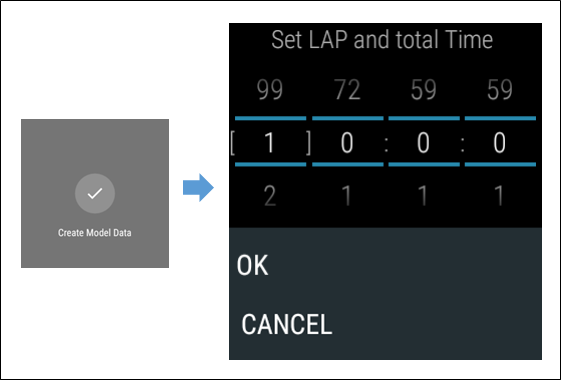 Create Model Data
Set LAP and total Time
99 72 59 59
[ 1 ] 0 : 0 : 0
2 1 1 1
OK
CANCEL